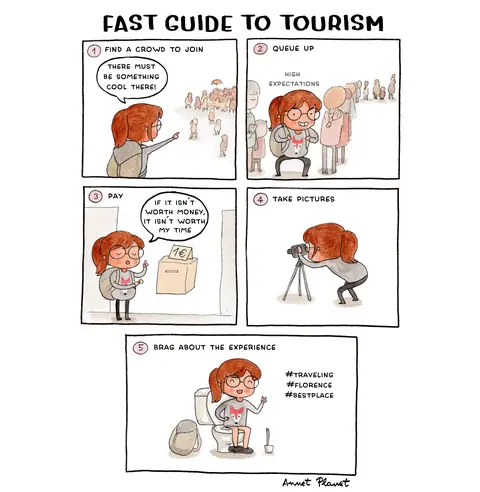 FAST GUIDE TO TOURISM
1 FIND A CROWD TO JOIN
THERE MUST
BE SOMETHING
COOL THERE!
2 QUEUE UP
HIGH
EXPECTATIONS
3 PAY
IF IT ISN'T
WORTH MONEY,
IT ISN'T WORTH
MY TIME
1€
4 TAKE PICTURES
5 BRAG ABOUT THE EXPERIENCE
#TRAVELING
#FLORENCE
#BESTPLACE
Annet Planet